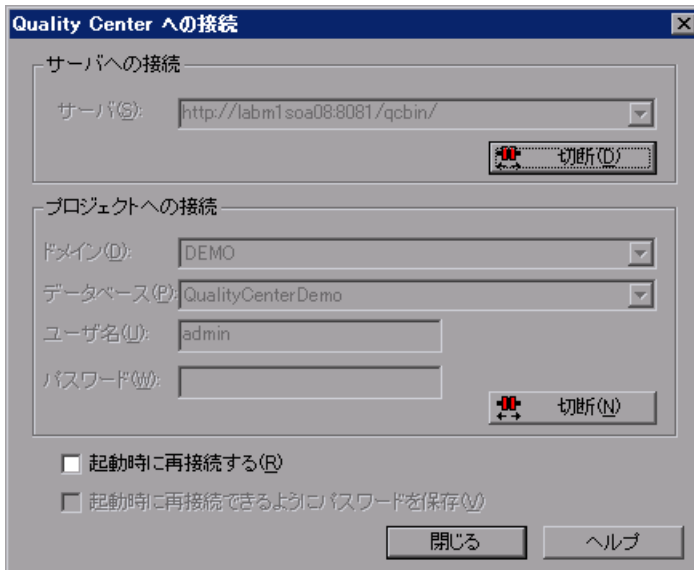 Quality Center への接続
サーバへの接続
サーバ(S): http://labm1soa08:8081/qcbin/
切断(D)
プロジェクトへの接続
ドメイン(D): DEMO
データベース(P): QualityCenterDemo
ユーザ名(U): admin
パスワード(W):
切断(N)
起動時に再接続する(R)
起動時に再接続できるようにパスワードを保存(V)
閉じる ヘルプ